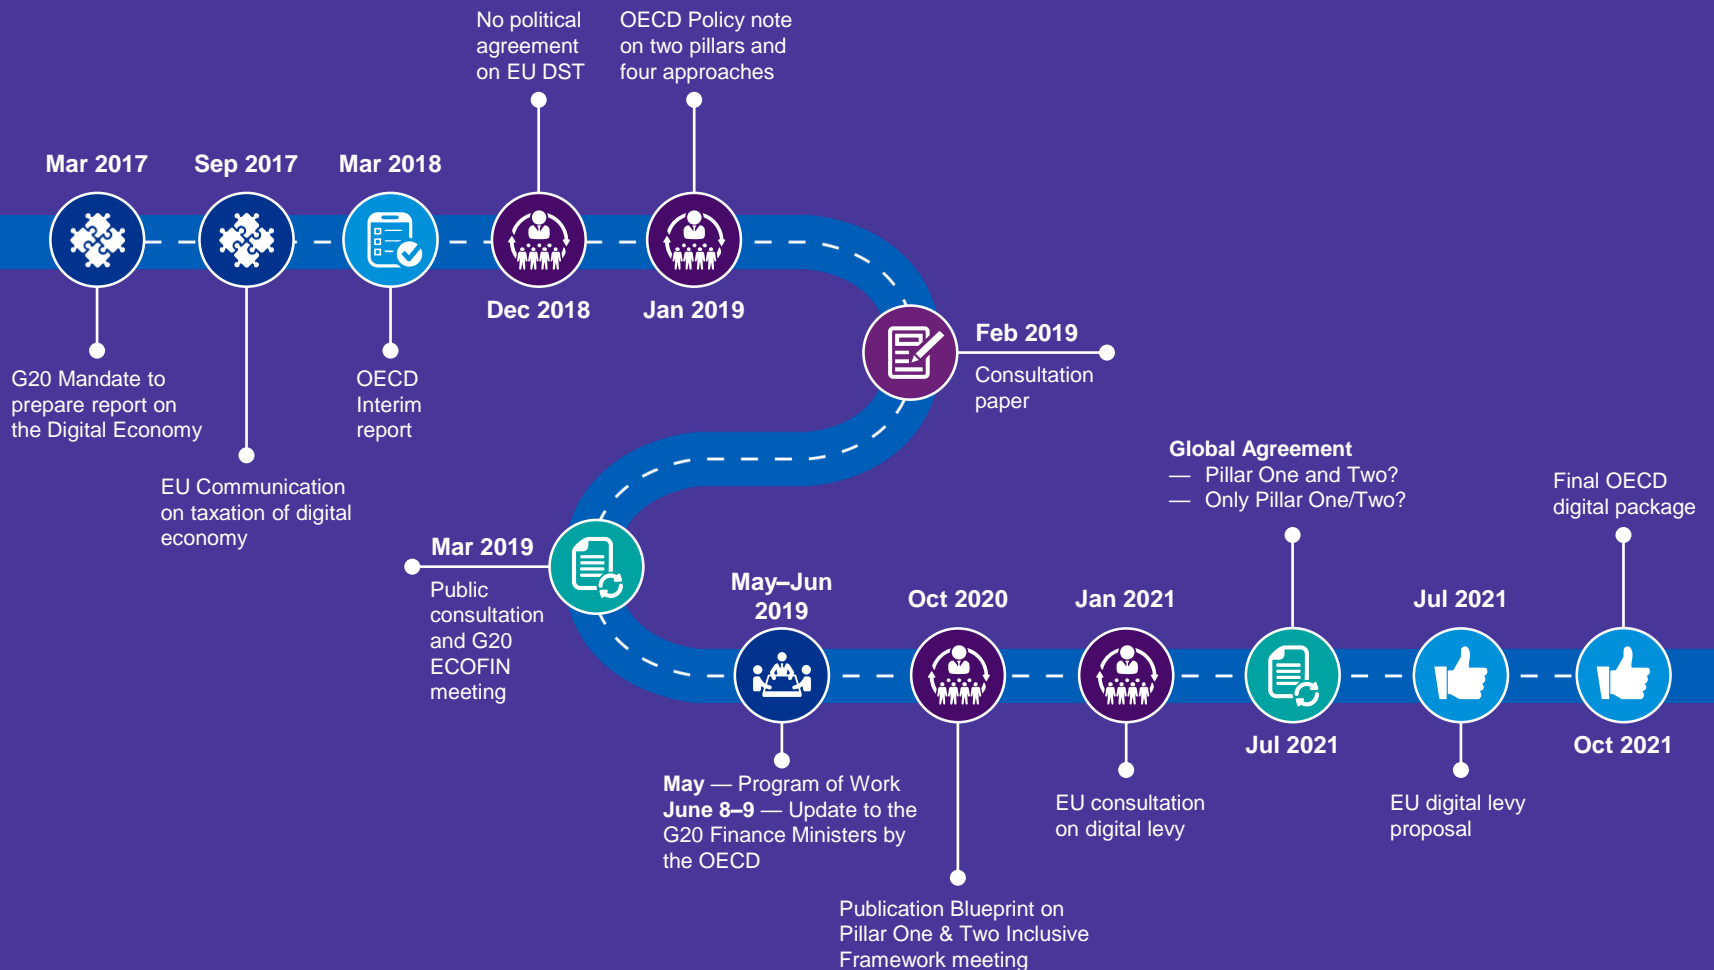 Mar 2017
G20 Mandate to
prepare report on
the Digital Economy
Sep 2017
EU Communication
on taxation of digital
economy
Mar 2018
OECD
Interim
report
No political
agreement
on EU DST
Dec 2018
OECD Policy note
on two pillars and
four approaches
Jan 2019
Feb 2019
Consultation
paper
Mar 2019
Public
consultation
and G20
ECOFIN
meeting
May–Jun
2019
May — Program of Work
June 8–9 — Update to the
G20 Finance Ministers by
the OECD
Oct 2020
Publication Blueprint on
Pillar One & Two Inclusive
Framework meeting
Jan 2021
EU consultation
on digital levy
Global Agreement
— Pillar One and Two?
— Only Pillar One/Two?
Jul 2021
Jul 2021
EU digital levy
proposal
Final OECD
digital package
Oct 2021